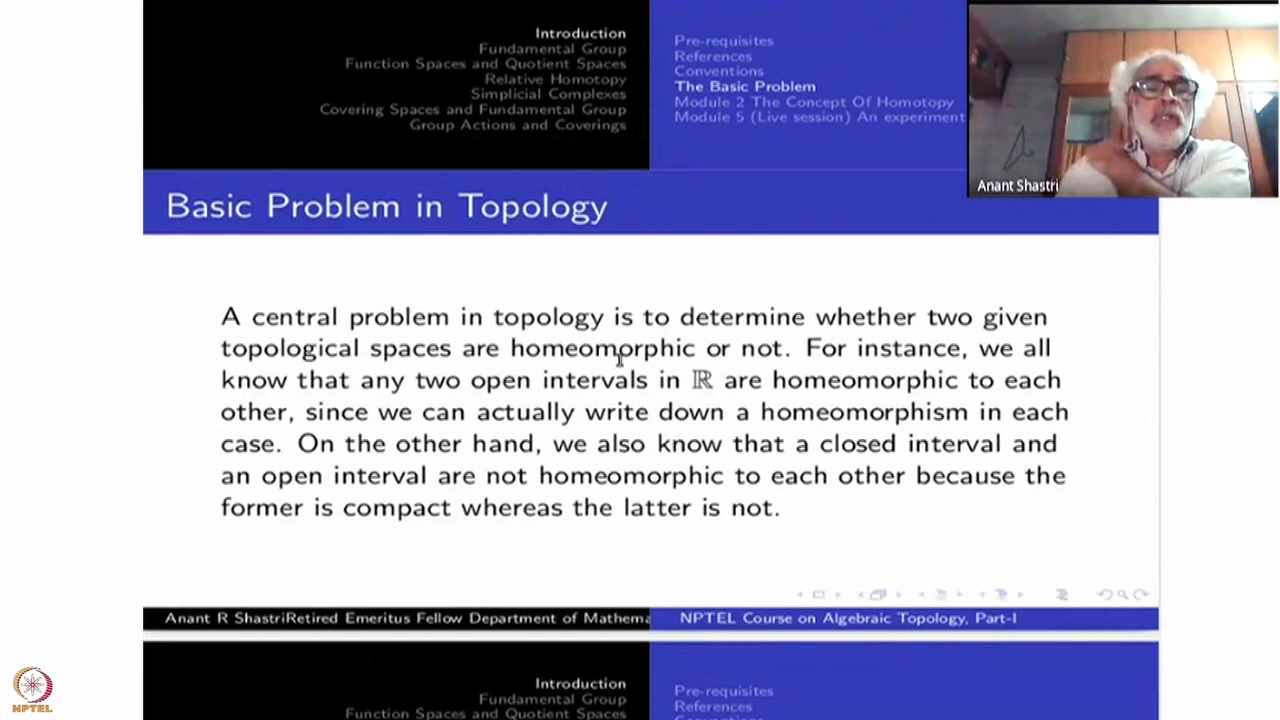 Introduction
Fundamental Group
Function Spaces and Quotient Spaces
Relative Homotopy
Simplicial Complexes
Covering Spaces and Fundamental Group
Group Actions and Coverings
Pre-requisites
References
Conventions
The Basic Problem
Module 2 The Concept Of Homotopy
Module 5 (Live session) An experiment
Anant Shastri
Basic Problem in Topology
A central problem in topology is to determine whether two given
topological spaces are homeomorphic or not. For instance, we all
know that any two open intervals in ℝ are homeomorphic to each
other, since we can actually write down a homeomorphism in each
case. On the other hand, we also know that a closed interval and
an open interval are not homeomorphic to each other because the
former is compact whereas the latter is not.
Anant R ShastriRetired Emeritus Fellow Department of Mathema
NPTEL Course on Algebraic Topology, Part-I
Introduction
Fundamental Group
Function Spaces and Quotient Spaces
Pre-requisites
References
NPTEL